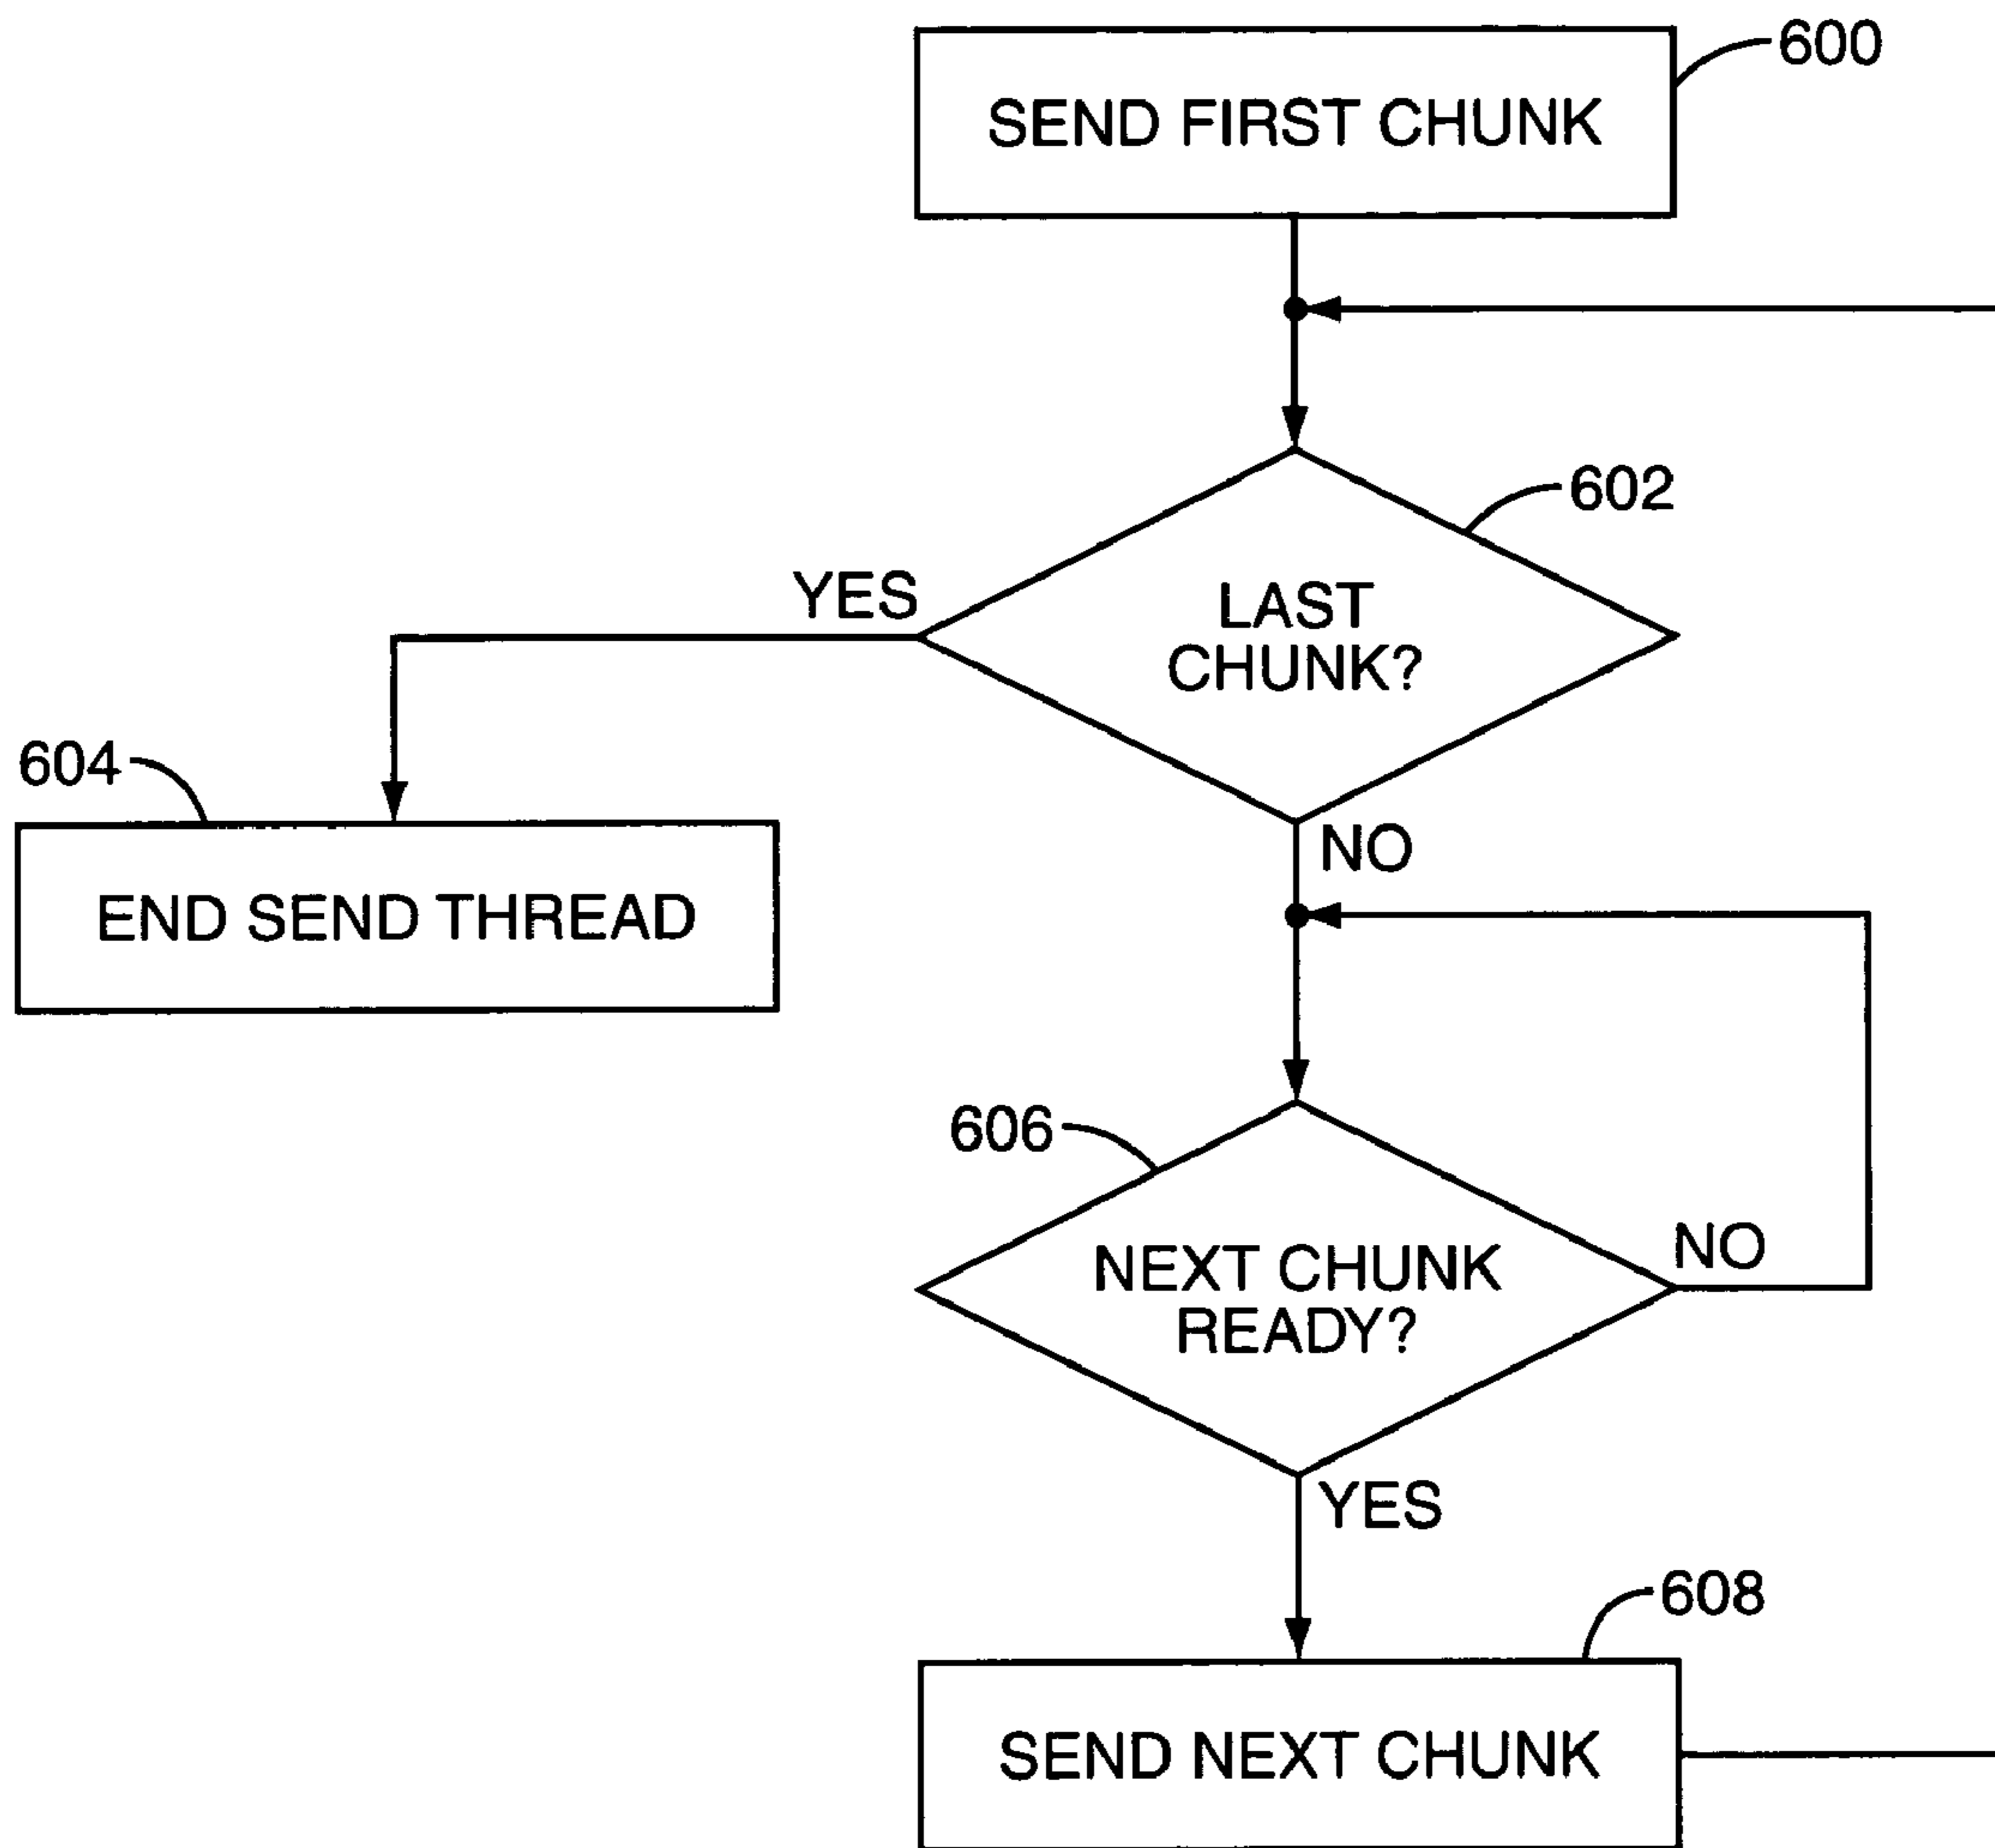 600
SEND FIRST CHUNK
602
YES
LAST
CHUNK?
604
NO
END SEND THREAD
606
NO
NEXT CHUNK
READY?
YES
608
SEND NEXT CHUNK